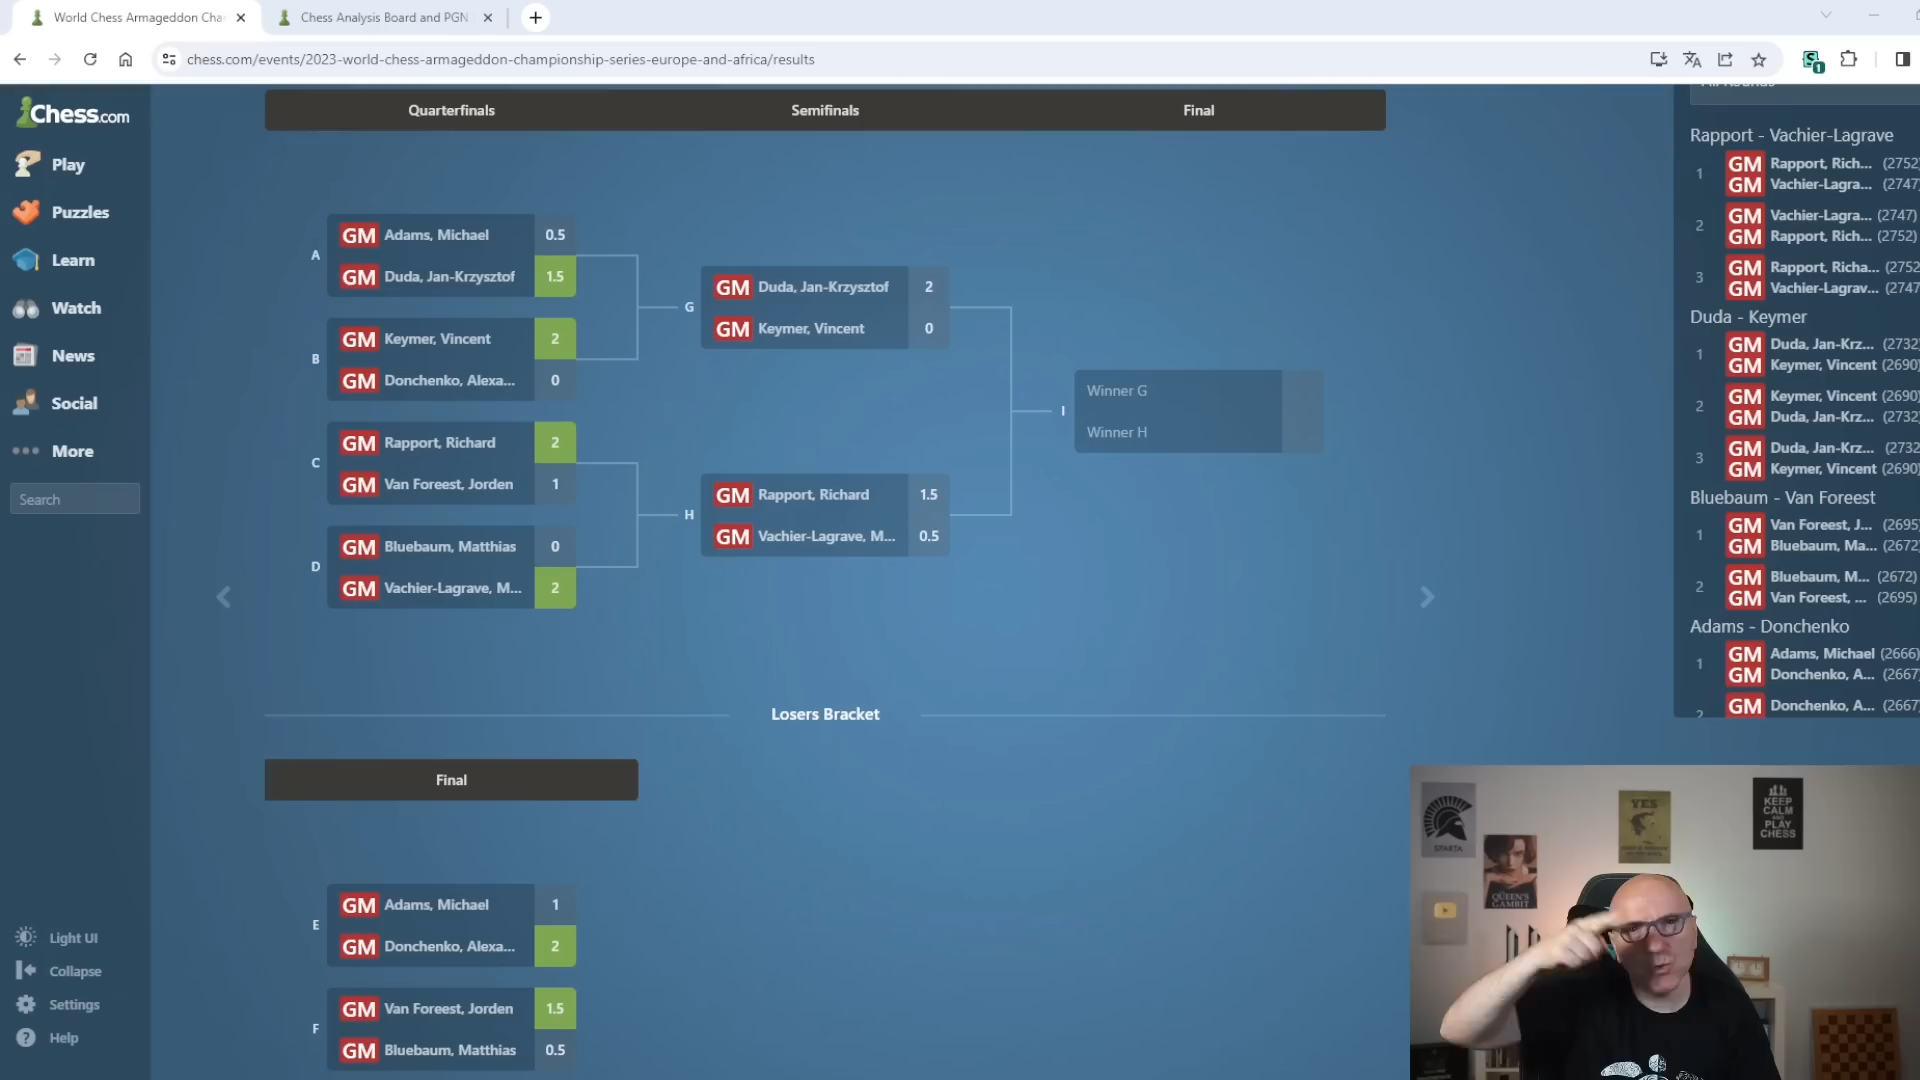 World Chess Armageddon Cha
Chess Analysis Board and PGN
chess.com/events/2023-world-chess-armageddon-championship-series-europe-and-africa/results
1
Chess.com
Play
Puzzles
Learn
Watch
News
Social
More
Search
Light UI
Collapse
Settings
Help
Quarterfinals
Semifinals
Final
A
GM Adams, Michael 0.5
GM Duda, Jan-Krzysztof 1.5
B
GM Keymer, Vincent 2
GM Donchenko, Alexa... 0
C
GM Rapport, Richard 2
GM Van Foreest, Jorden 1
D
GM Bluebaum, Matthias 0
GM Vachier-Lagrave, M... 2
G
GM Duda, Jan-Krzysztof 2
GM Keymer, Vincent 0
H
GM Rapport, Richard 1.5
GM Vachier-Lagrave, M... 0.5
I
Winner G
Winner H
Losers Bracket
Final
E
GM Adams, Michael 1
GM Donchenko, Alexa... 2
F
GM Van Foreest, Jorden 1.5
GM Bluebaum, Matthias 0.5
Rapport - Vachier-Lagrave
1
GM Rapport, Rich... (2752
GM Vachier-Lagra... (2747
2
GM Vachier-Lagra... (2747)
GM Rapport, Rich... (2752)
3
GM Rapport, Richa... (2752
GM Vachier-Lagrav... (2747
Duda - Keymer
1
GM Duda, Jan-Krz... (2732
GM Keymer, Vincent (2690
2
GM Keymer, Vincent (2690)
GM Duda, Jan-Krz... (2732)
3
GM Duda, Jan-Krz... (2732
GM Keymer, Vincent (2690
Bluebaum - Van Foreest
1
GM Van Foreest, J... (2695
GM Bluebaum, Ma... (2672
2
GM Bluebaum, M... (2672)
GM Van Foreest, ... (2695)
Adams - Donchenko
1
GM Adams, Michael (2666
GM Donchenko, A... (2667
2
GM Donchenko, A... (2667
SPARTA
YES
KEEP
CALM
AND
PLAY
CHESS
QUEEN'S
GAMBIT